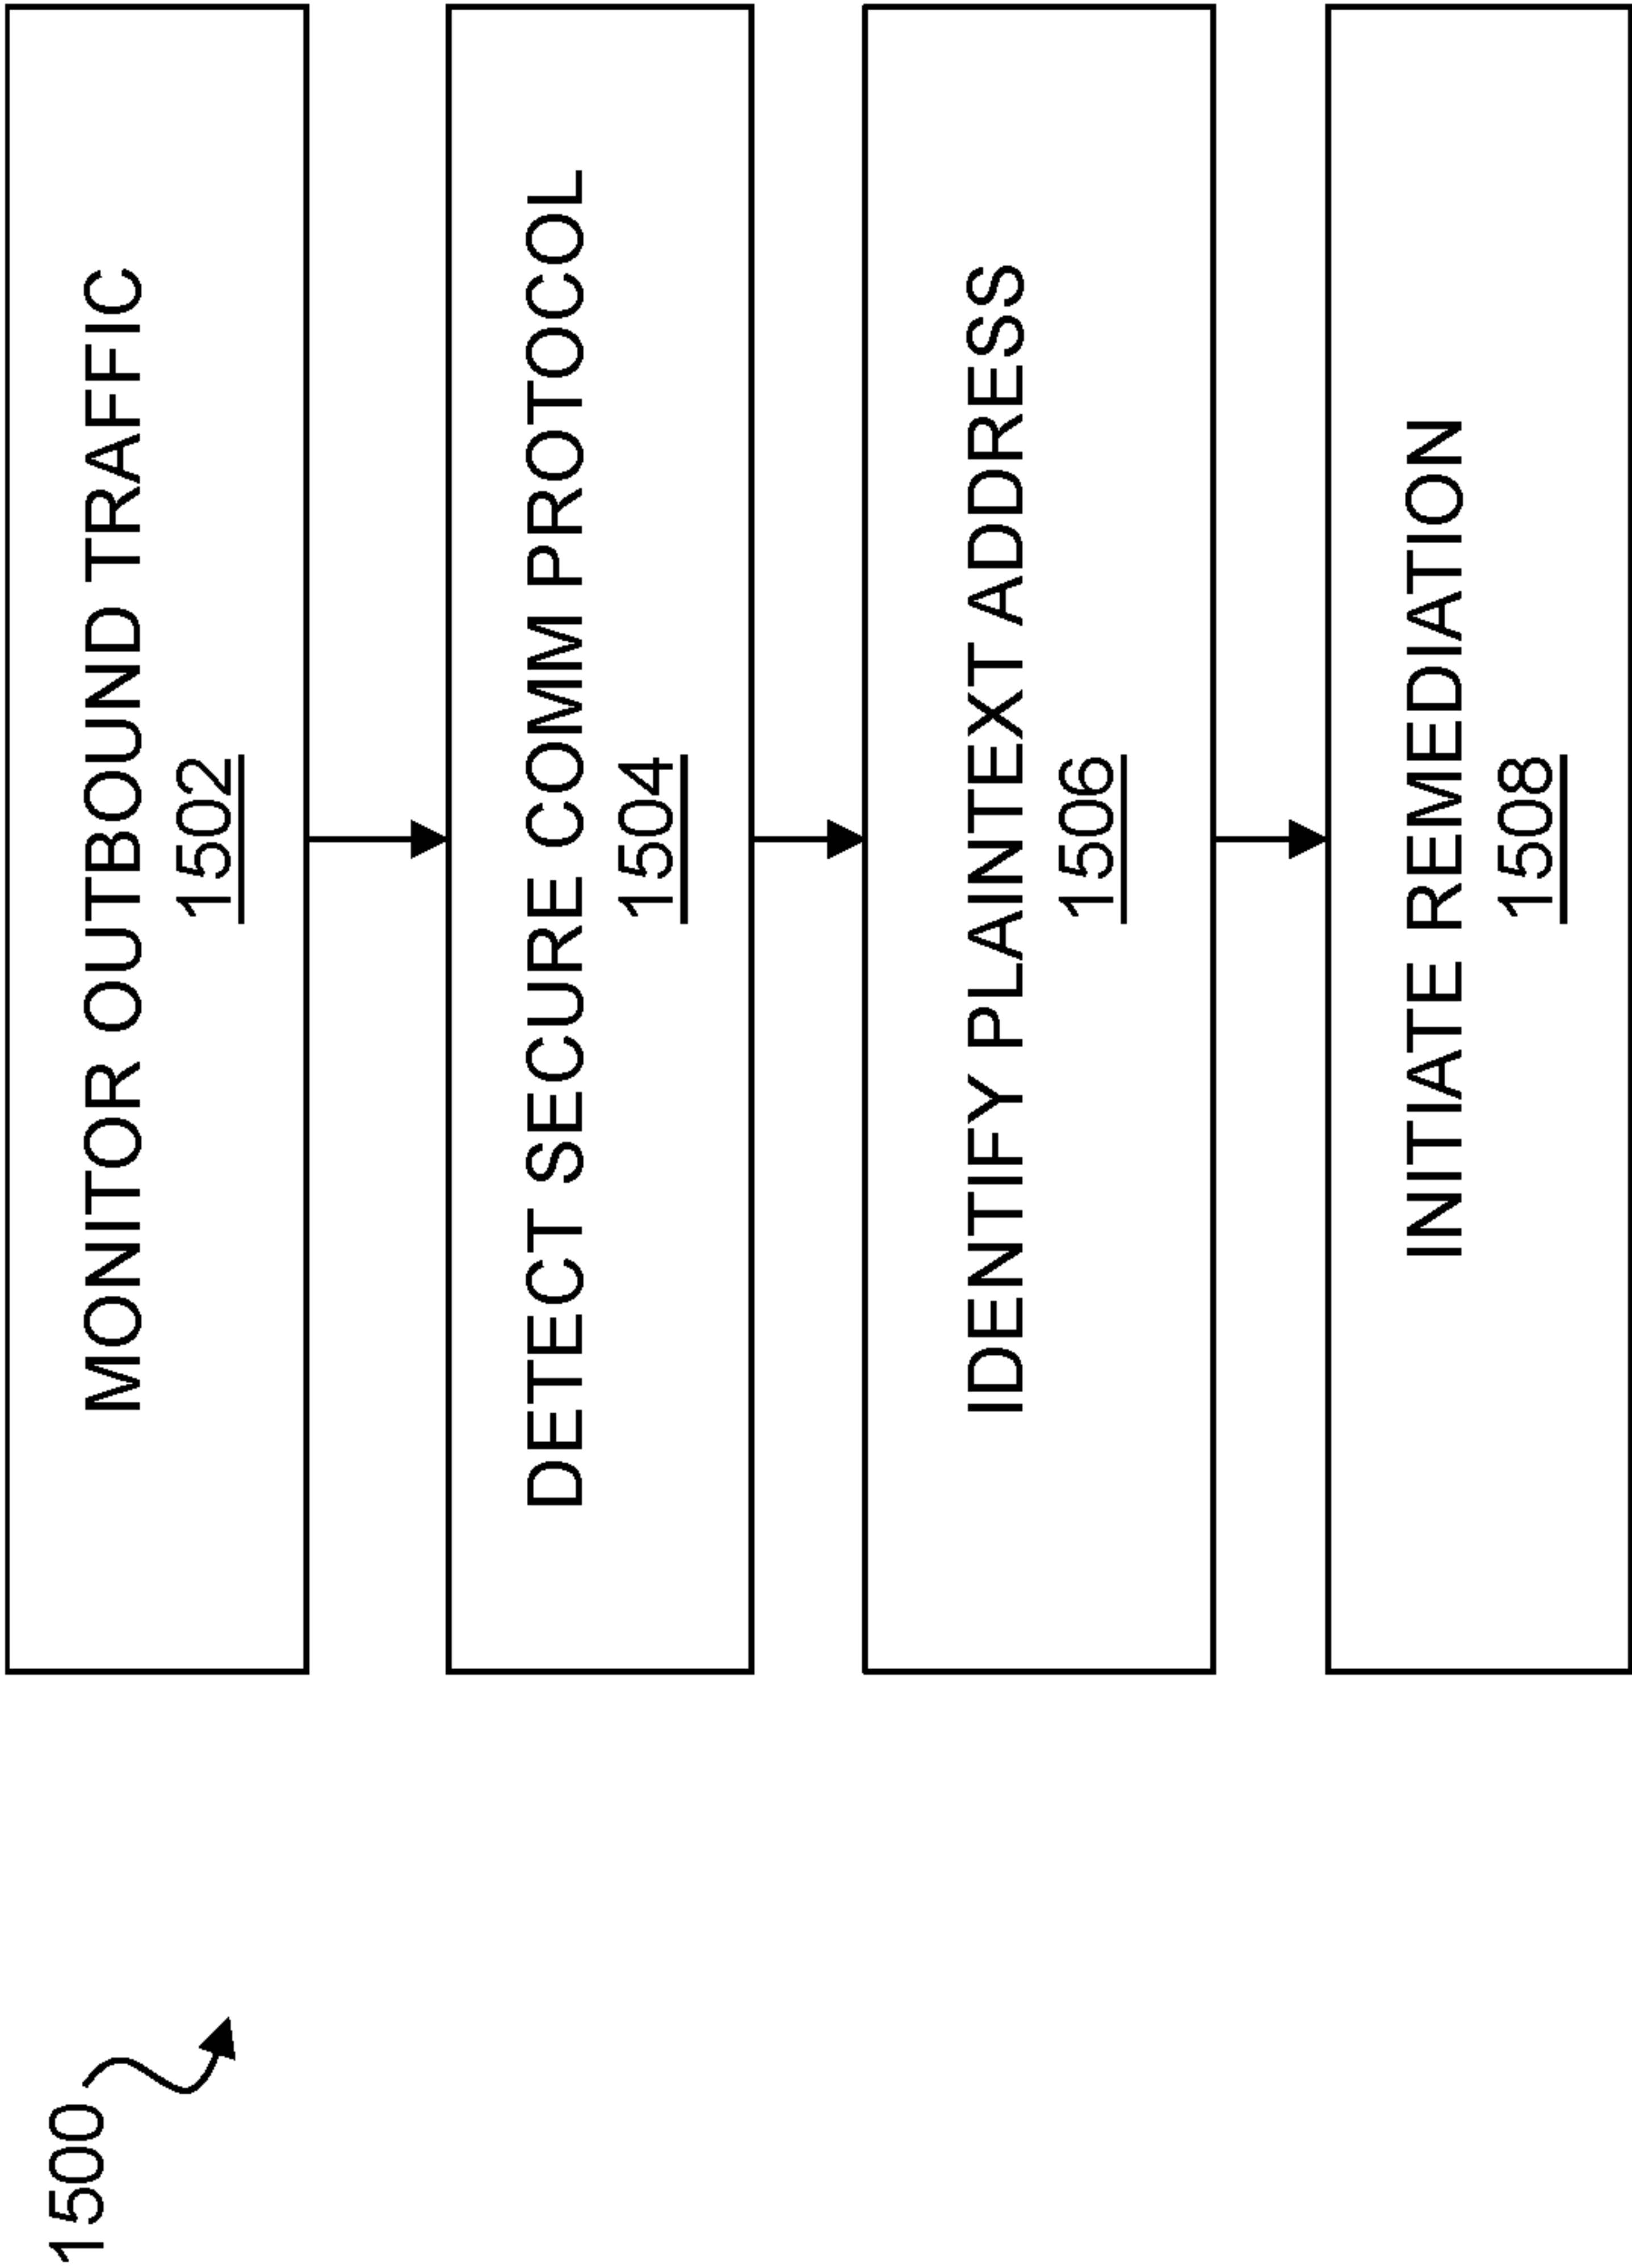 1500
MONITOR OUTBOUND TRAFFIC
1502
DETECT SECURE COMM PROTOCOL
1504
IDENTIFY PLAINTEXT ADDRESS
1506
INITIATE REMEDIATION
1508